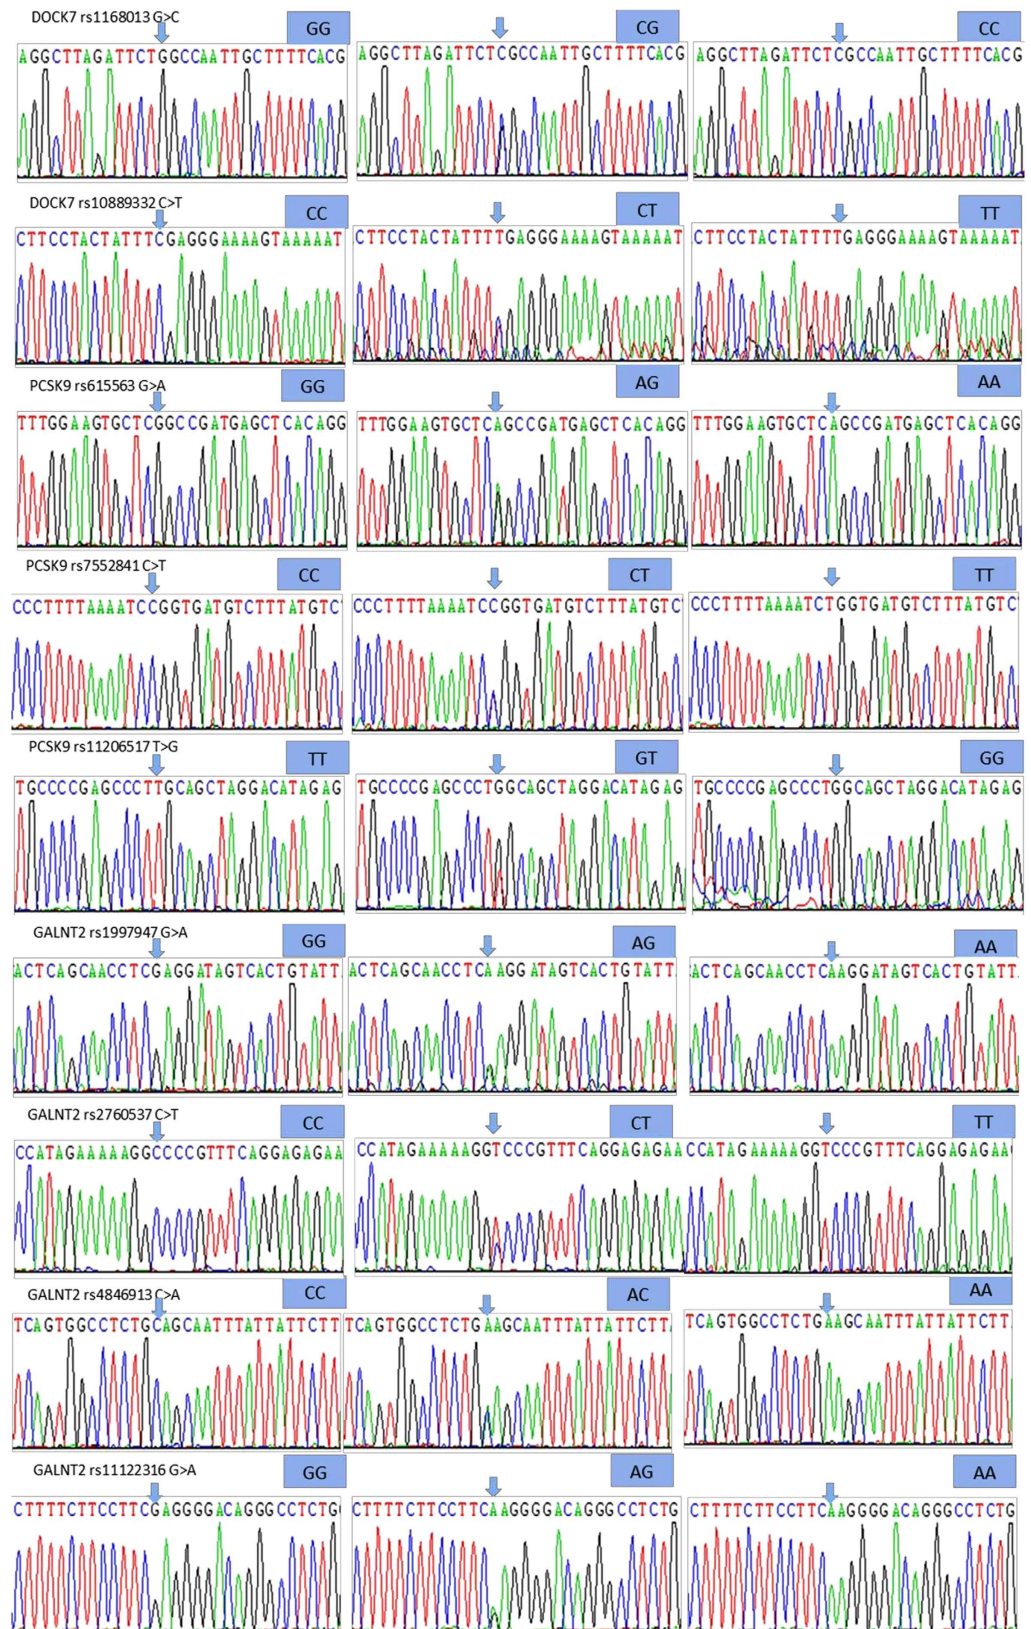 DOCK7 rs1168013 G>C
GG CG CC
AGGCTTAGATTCTGGCCAATTGCTTTTCACG AGGCTTAGATTCTCGCCAATTGCTTTTCACG AGGCTTAGATTCTCGCCAATTGCTTTTCACG
DOCK7 rs10889332 C>T
CC CT TT
CTTCCTACTATTTCGAGGGAAAAGTAAAAAT CTTCCTACTATTTTGAGGGAAAAGTAAAAAT CTTCCTACTATTTTGAGGGAAAAGTAAAAAT
PCSK9 rs615563 G>A
GG AG AA
TTTGGAAGTGCTCGGCCGATGAGCTCACAGG TTTGGAAGTGCTCAGCCGATGAGCTCACAGG TTTGGAAGTGCTCAGCCGATGAGCTCACAGG
PCSK9 rs7552841 C>T
CC CT TT
CCCTTTTAAAATCCGGTGATGTCTTTATGTC CCCTTTTAAAATCCGGTGATGTCTTTATGTC CCCTTTTAAAATCTGGTGATGTCTTTATGTC
PCSK9 rs11206517 T>G
TT GT GG
TGCCCCGAGCCCTTGCAGCTAGGACATAGAG TGCCCCGAGCCCTGGCAGCTAGGACATAGAG TGCCCCGAGCCCTGGCAGCTAGGACATAGAG
GALNT2 rs1997947 G>A
GG AG AA
ACTCAGCAACCTCGAGGATAGTCACTGTATT ACTCAGCAACCTCAAGGATAGTCACTGTATT ACTCAGCAACCTCAAGGATAGTCACTGTATT
GALNT2 rs2760537 C>T
CC CT TT
CCATAGAAAAAGGCCCCGTTTCAGGAGAGAA CCATAGAAAAAGGTCCCGTTTCAGGAGAGAA CCATAGAAAAAGGTCCCGTTTCAGGAGAGAA
GALNT2 rs4846913 C>A
CC AC AA
TCAGTGGCCTCTGCAGCAATTTATTATTCTT TCAGTGGCCTCTGAAGCAATTTATTATTCTT TCAGTGGCCTCTGAAGCAATTTATTATTCTT
GALNT2 rs11122316 G>A
GG AG AA
CTTTTCTTCCTTCGAGGGGACAGGGCCTCTG CTTTTCTTCCTTCAAGGGGACAGGGCCTCTG CTTTTCTTCCTTCAAGGGGACAGGGCCTCTG